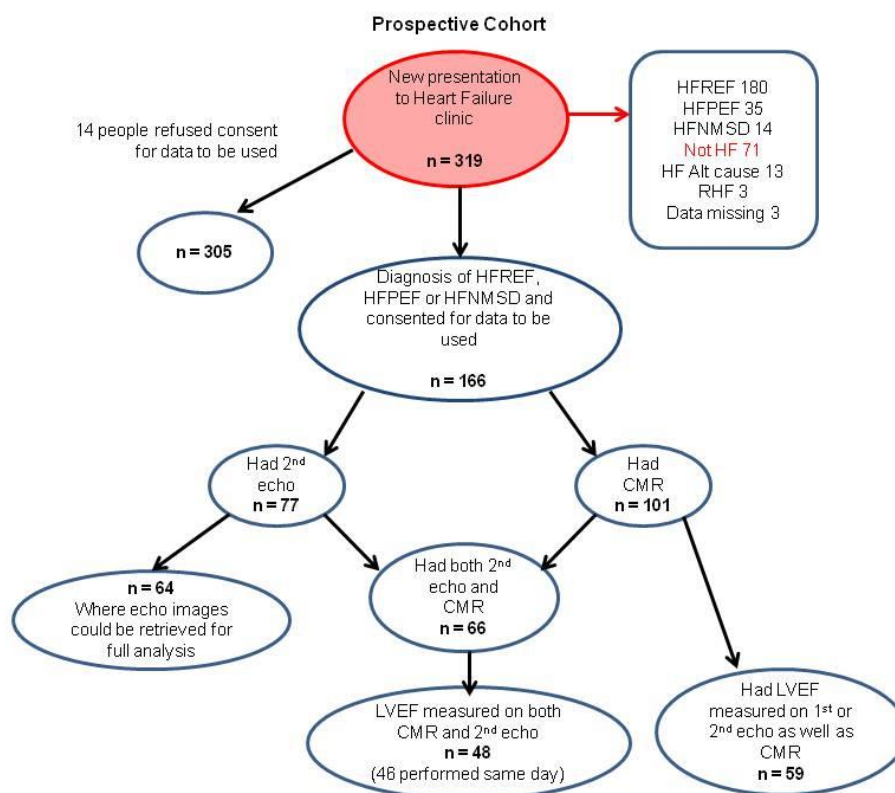 Prospective Cohort
New presentation
to Heart Failure
clinic
n = 319
HFREF 180
HFPEF 35
HFNMSD 14
Not HF 71
HF Alt cause 13
RHF 3
Data missing 3
14 people refused consent
for data to be used
n = 305
Diagnosis of HFREF,
HFPEF or HFNMSD and
consented for data to be
used
n = 166
Had 2nd
echo
n = 77
Had
CMR
n = 101
n = 64
Where echo images
could be retrieved for
full analysis
Had both 2nd
echo and
CMR
n = 66
LVEF measured on both
CMR and 2nd echo
n = 48
(46 performed same day)
Had LVEF
measured on 1st or
2nd echo as well as
CMR
n = 59